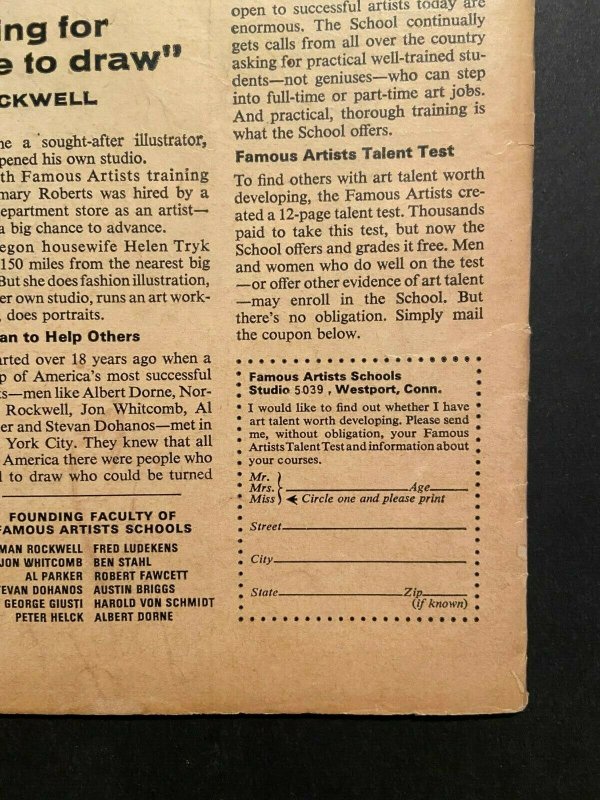 ing for
e to draw"
CKWELL
ne a sought-after illustrator,
pened his own studio.
th Famous Artists training
mary Roberts was hired by a
epartment store as an artist—
a big chance to advance.
egon housewife Helen Tryk
150 miles from the nearest big
But she does fashion illustration,
er own studio, runs an art work-
, does portraits.
an to Help Others
arted over 18 years ago when a
p of America's most successful
ts—men like Albert Dorne, Nor-
Rockwell, Jon Whitcomb, Al
er and Stevan Dohanos—met in
York City. They knew that all
America there were people who
l to draw who could be turned
FOUNDING FACULTY OF
FAMOUS ARTISTS SCHOOLS
MAN ROCKWELL FRED LUDEKENS
JON WHITCOMB BEN STAHL
AL PARKER ROBERT FAWCETT
TEVAN DOHANOS AUSTIN BRIGGS
GEORGE GIUSTI HAROLD VON SCHMIDT
PETER HELCK ALBERT DORNE
open to successful artists today are
enormous. The School continually
gets calls from all over the country
asking for practical well-trained stu-
dents—not geniuses—who can step
into full-time or part-time art jobs.
And practical, thorough training is
what the School offers.
Famous Artists Talent Test
To find others with art talent worth
developing, the Famous Artists cre-
ated a 12-page talent test. Thousands
paid to take this test, but now the
School offers and grades it free. Men
and women who do well on the test
—or offer other evidence of art talent
—may enroll in the School. But
there's no obligation. Simply mail
the coupon below.
Famous Artists Schools
Studio 5039, Westport, Conn.
I would like to find out whether I have
art talent worth developing. Please send
me, without obligation, your Famous
Artists Talent Test and information about
your courses.
Mr.
Mrs. Age
Miss Circle one and please print
Street
City
State Zip
(if known)